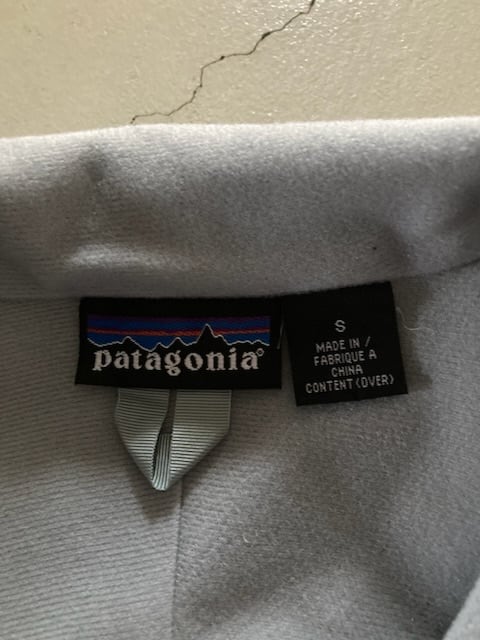 patagonia®
S
MADE IN /
FABRIQUE A
CHINA
CONTENT (OVER)